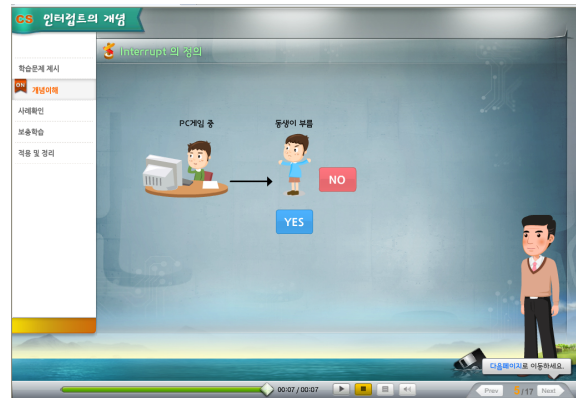 CS 인터럽트의 개념
Interrupt 의 정의
학습문제 제시
ON 개념이해
사례확인
보충학습
적용 및 정리
PC게임 중
동생이 부름
NO
YES
다음페이지로 이동하세요.
00:07 / 00:07
Prev
/17
Next